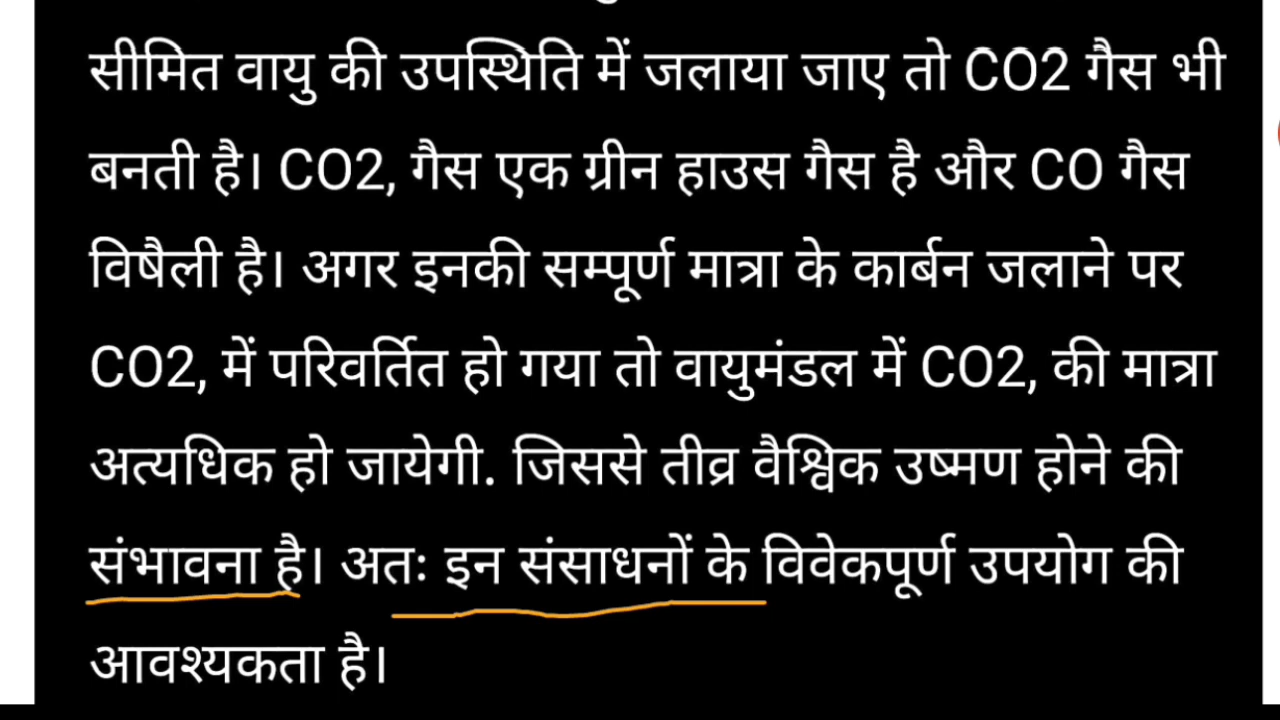 सीमित वायु की उपस्थिति में जलाया जाए तो CO2 गैस भी
बनती है। CO2, गैस एक ग्रीन हाउस गैस है और CO गैस
विषैली है। अगर इनकी सम्पूर्ण मात्रा के कार्बन जलाने पर
CO2, में परिवर्तित हो गया तो वायुमंडल में CO2, की मात्रा
अत्यधिक हो जायेगी. जिससे तीव्र वैश्विक उष्मण होने की
संभावना है। अतः इन संसाधनों के विवेकपूर्ण उपयोग की
आवश्यकता है।